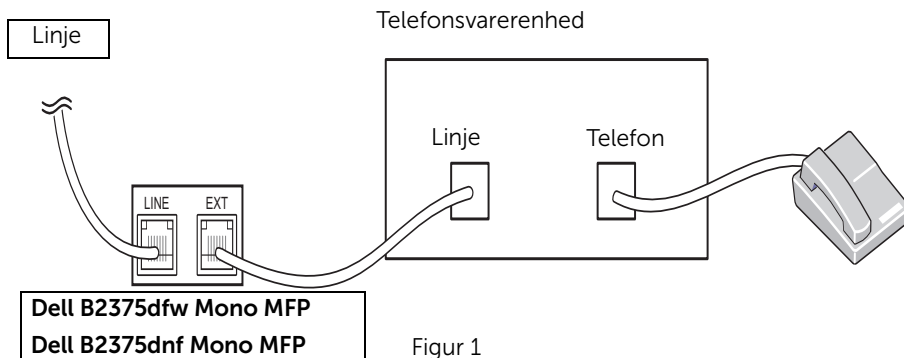 Telefonsvarerenhed
Linje
Linje
Telefon
LINE
EXT
Dell B2375dfw Mono MFP
Dell B2375dnf Mono MFP
Figur 1